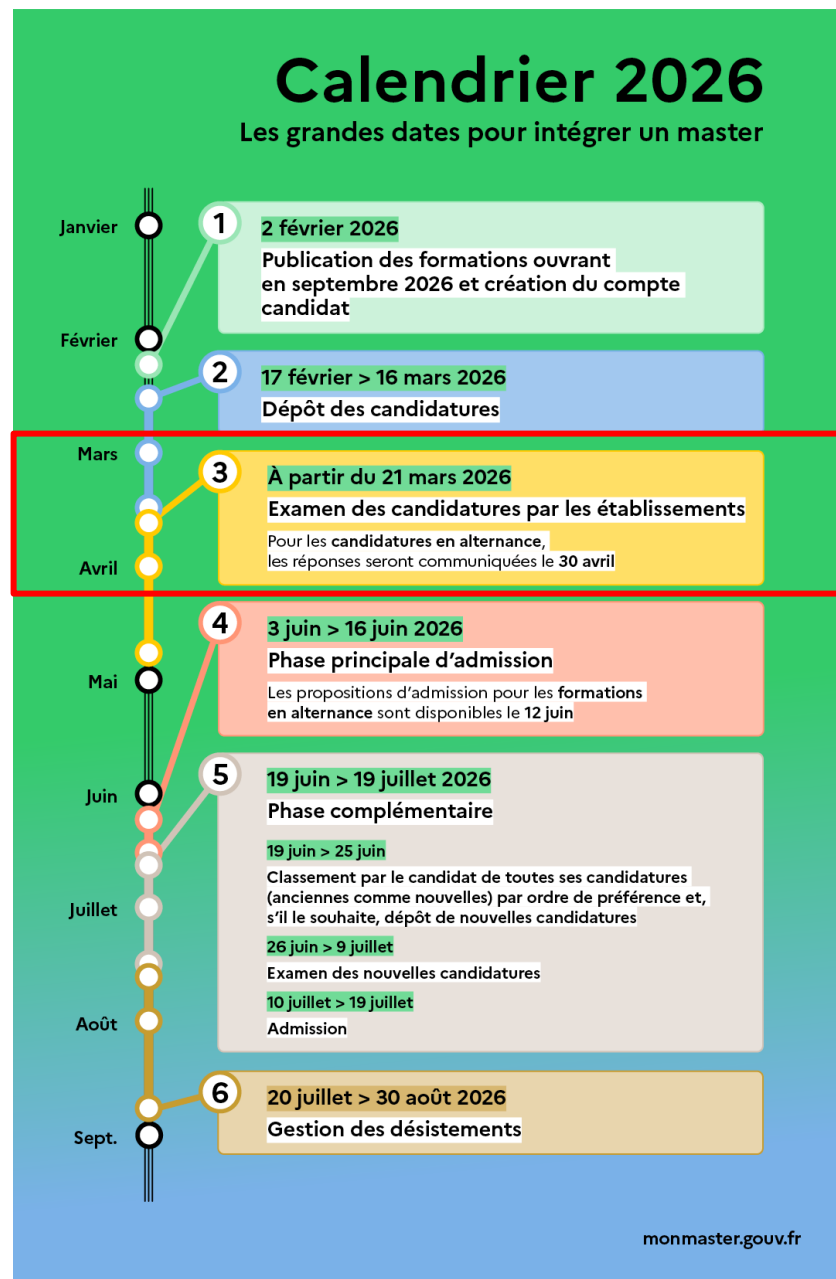 Calendrier 2026
Les grandes dates pour intégrer un master
Janvier
1
2 février 2026
Publication des formations ouvrant
en septembre 2026 et création du compte
candidat
Février
2
17 février > 16 mars 2026
Dépôt des candidatures
Mars
3
À partir du 21 mars 2026
Examen des candidatures par les établissements
Pour les candidatures en alternance,
les réponses seront communiquées le 30 avril
Avril
4
3 juin > 16 juin 2026
Phase principale d’admission
Les propositions d’admission pour les formations
en alternance sont disponibles le 12 juin
Mai
5
19 juin > 19 juillet 2026
Phase complémentaire
Juin
19 juin > 25 juin
Classement par le candidat de toutes ses candidatures
(anciennes comme nouvelles) par ordre de préférence et,
s’il le souhaite, dépôt de nouvelles candidatures
Juillet
26 juin > 9 juillet
Examen des nouvelles candidatures
10 juillet > 19 juillet
Admission
Août
6
20 juillet > 30 août 2026
Gestion des désistements
Sept.
monmaster.gouv.fr